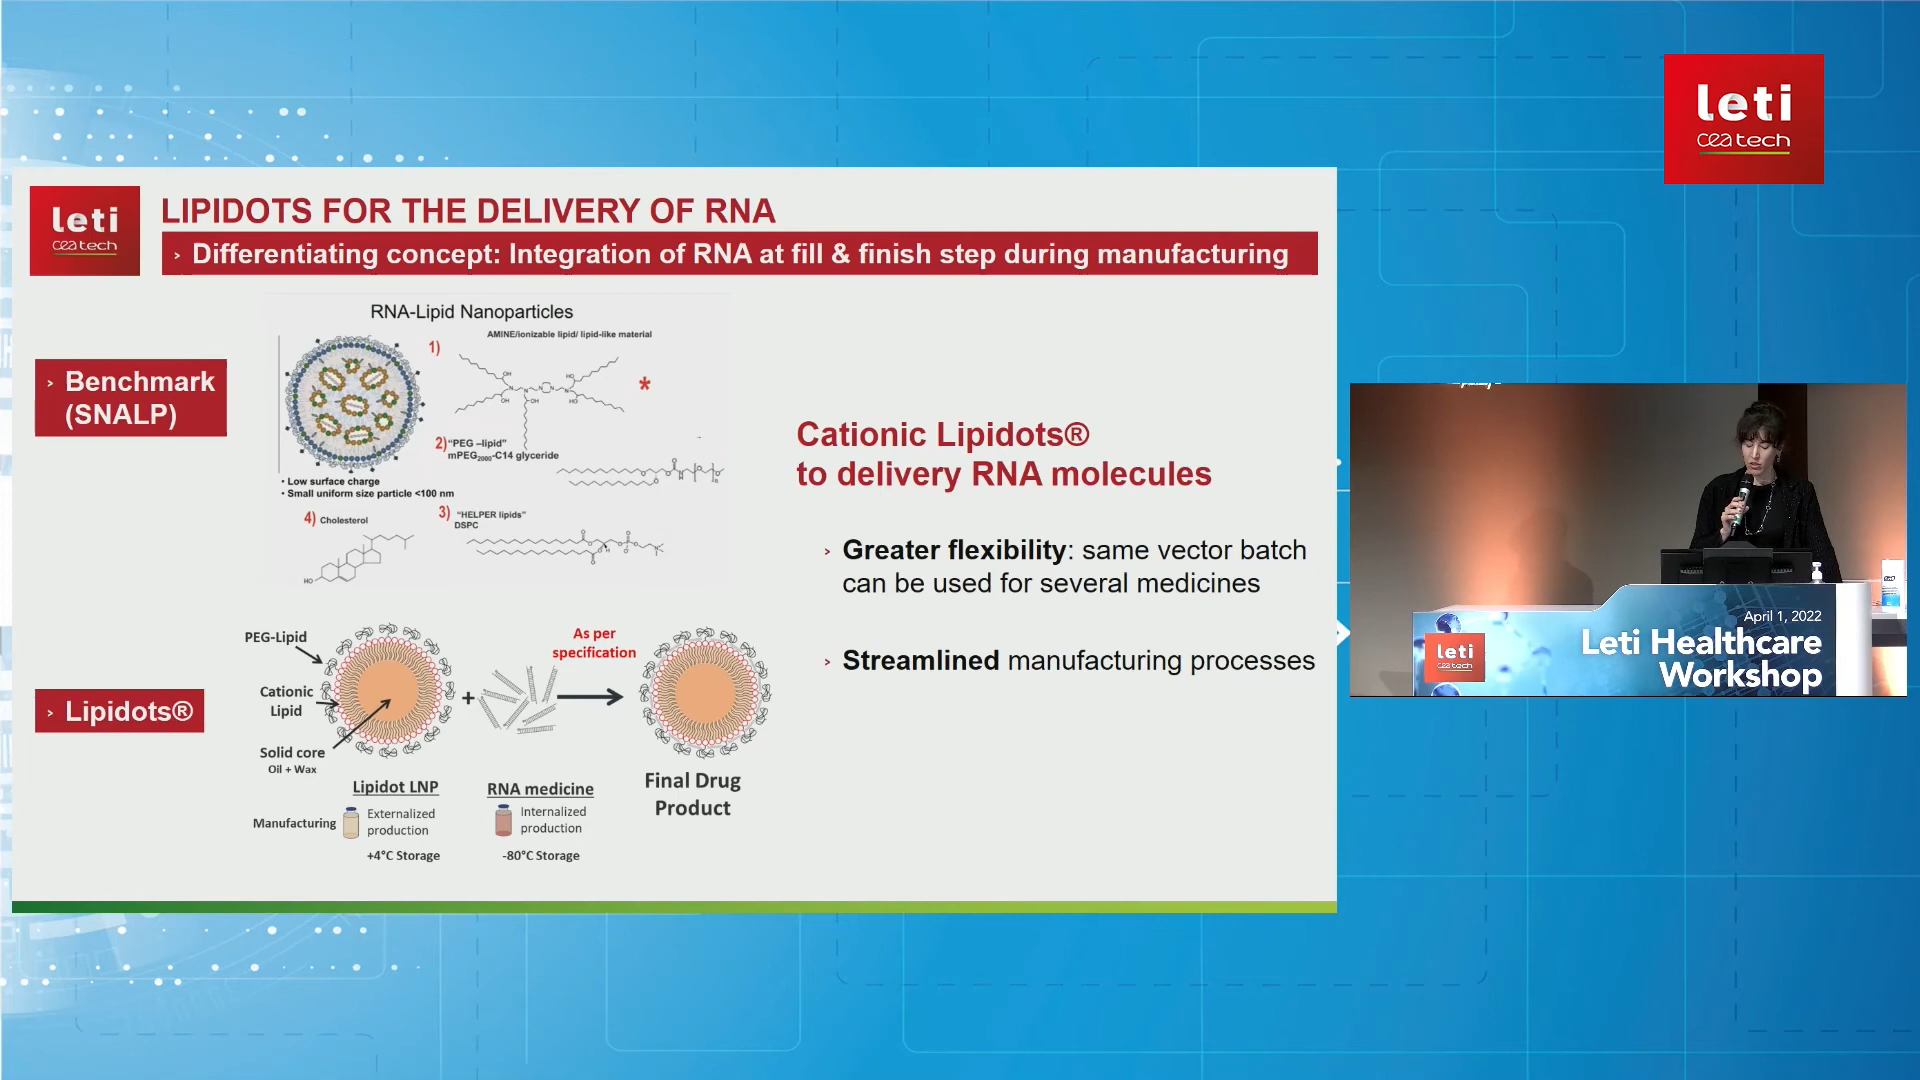 leti
cea tech
leti
cea tech
LIPIDOTS FOR THE DELIVERY OF RNA
› Differentiating concept: Integration of RNA at fill & finish step during manufacturing
RNA-Lipid Nanoparticles
AMINE/ionizable lipid/ lipid-like material
1)
*
› Benchmark
(SNALP)
2) "PEG –lipid"
mPEG2000-C14 glyceride
• Low surface charge
• Small uniform size particle <100 nm
4) Cholesterol
3) "HELPER lipids"
DSPC
HO
Cationic Lipidots®
to delivery RNA molecules
› Greater flexibility: same vector batch
can be used for several medicines
› Streamlined manufacturing processes
› Lipidots®
PEG-Lipid
Cationic
Lipid
Solid core
Oil + Wax
+
As per
specification
Lipidot LNP
RNA medicine
Final Drug
Product
Manufacturing
Externalized
production
Internalized
production
+4°C Storage
-80°C Storage
April 1, 2022
Leti Healthcare
Workshop
leti
cea tech